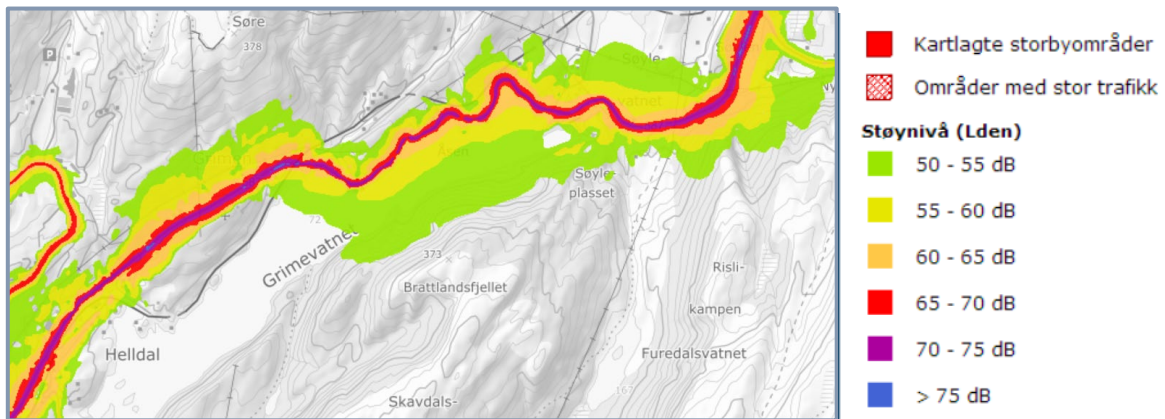 Søre
378
P
Søyle-
vatnet
Ny
Åsen
Søyle-
plasset
72
Grimevatnet
373
Brattlandsfjellet
Risli-
kampen
Helldal
Furedalsvatnet
167
Skavdals-
Kartlagte storbyområder
Områder med stor trafikk
Støynivå (Lden)
50 - 55 dB
55 - 60 dB
60 - 65 dB
65 - 70 dB
70 - 75 dB
> 75 dB